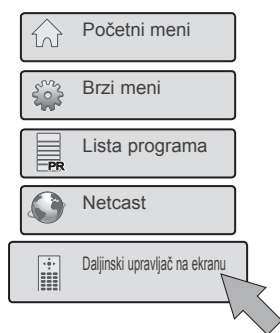 Početni meni
Brzi meni
Lista programa
PR
Netcast
Daljinski upravljač na ekranu